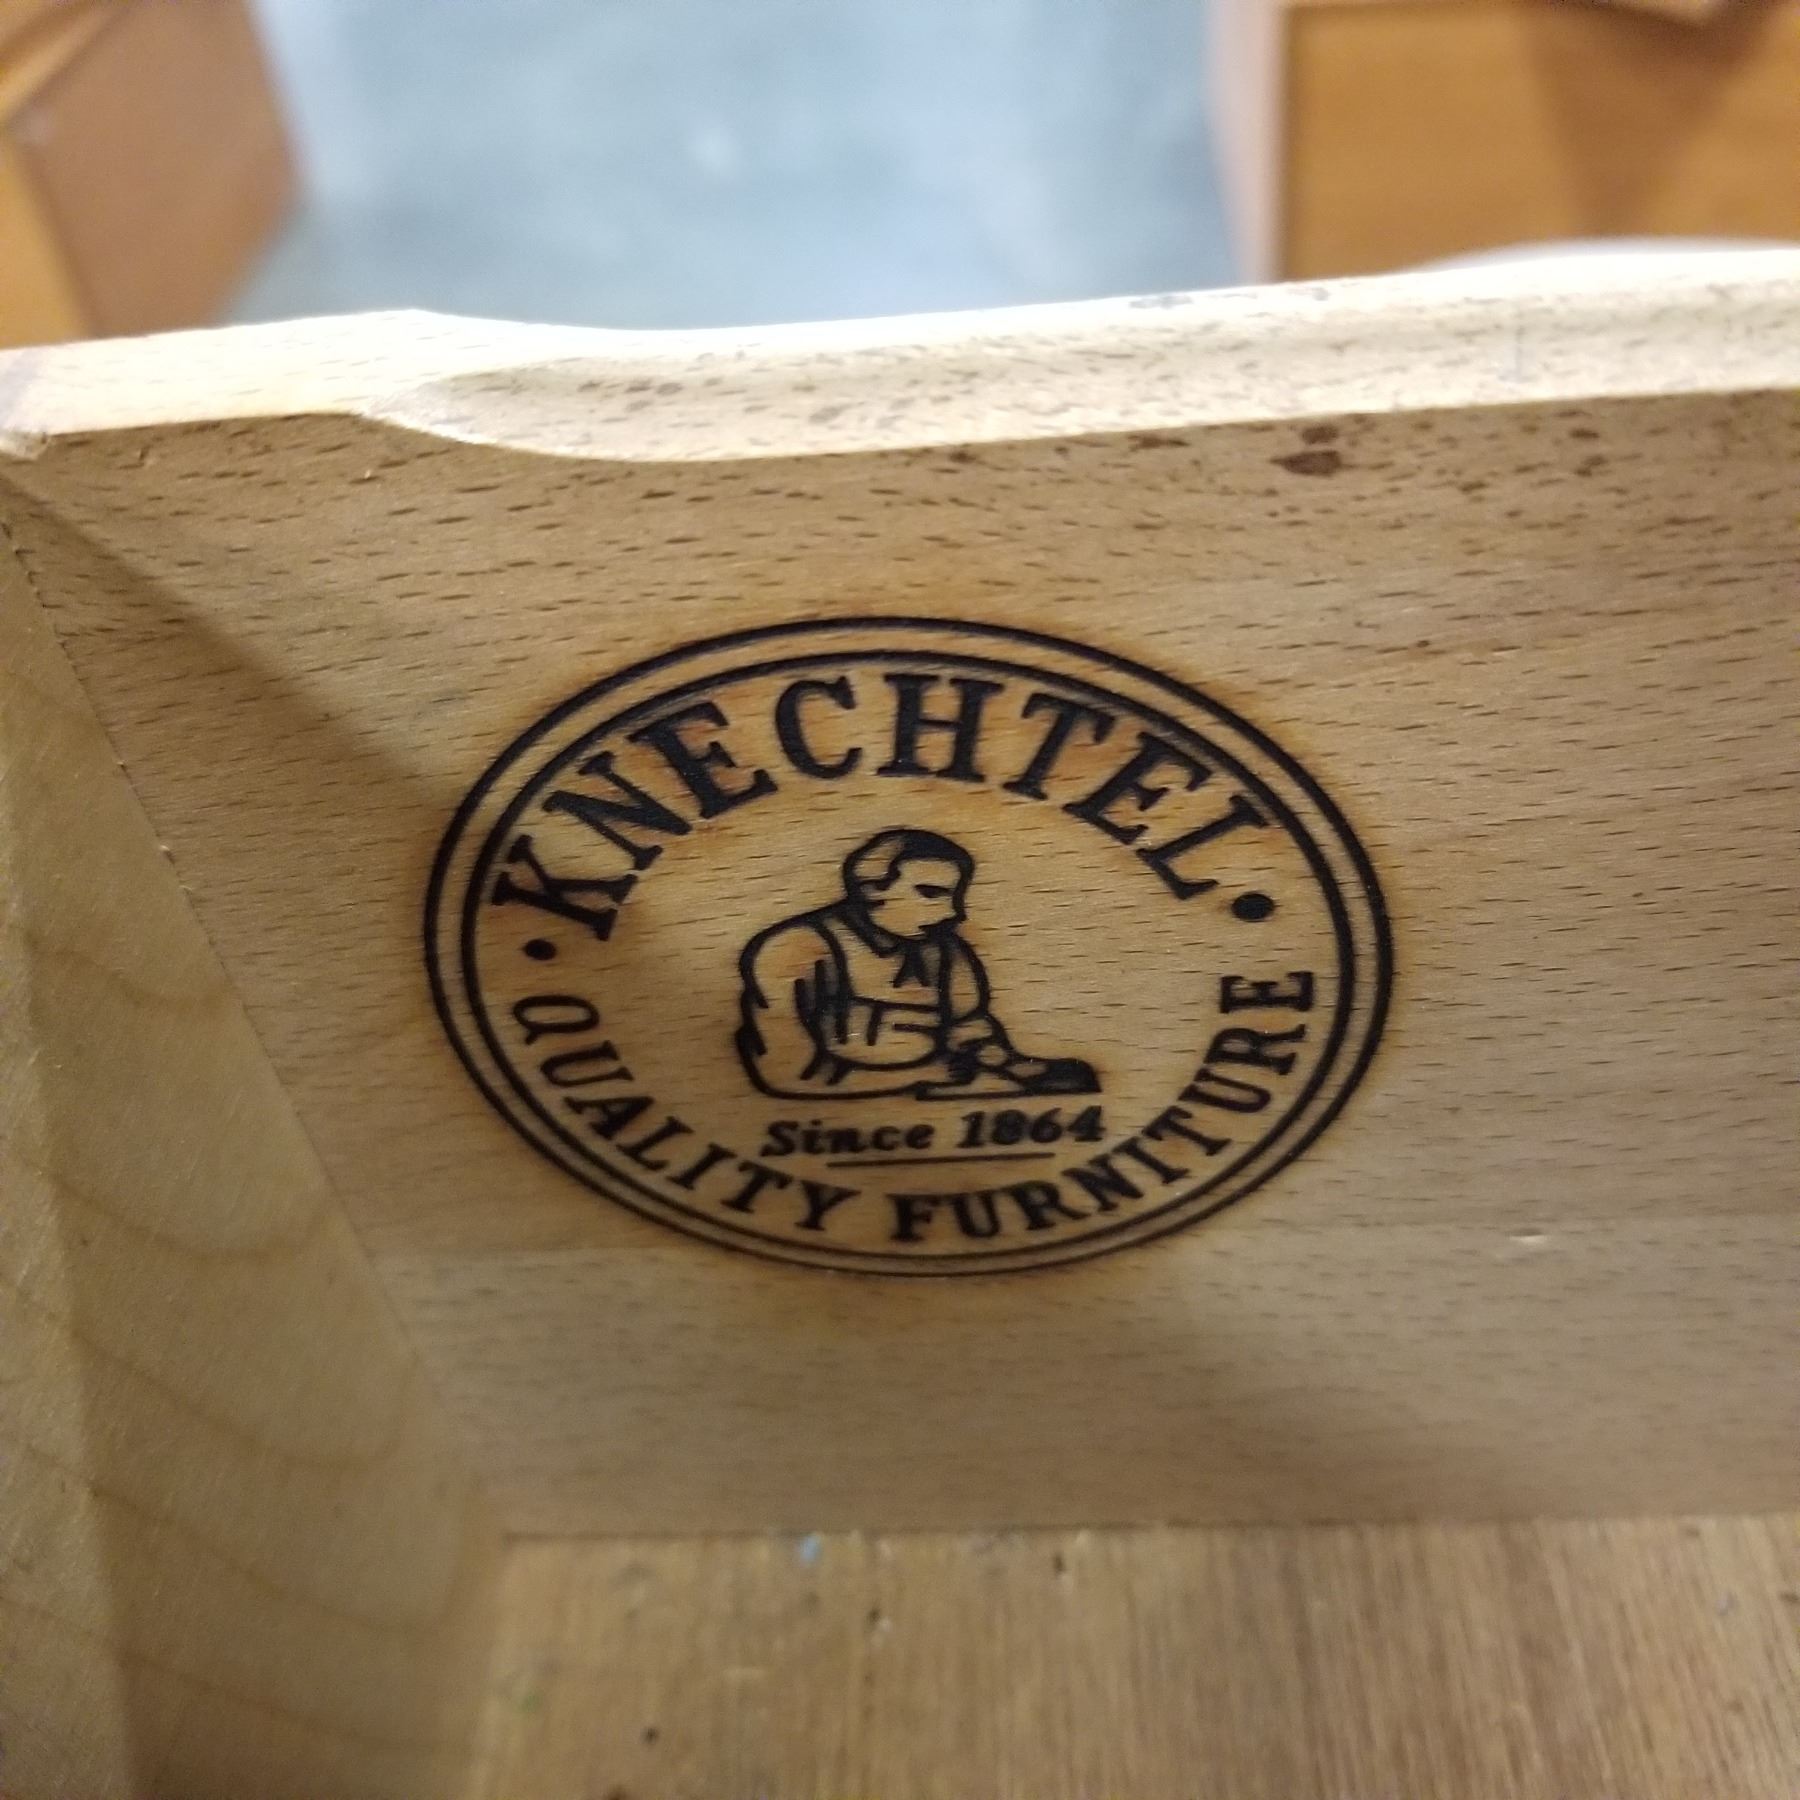 • KNECHTEL •
Since 1864
QUALITY FURNITURE